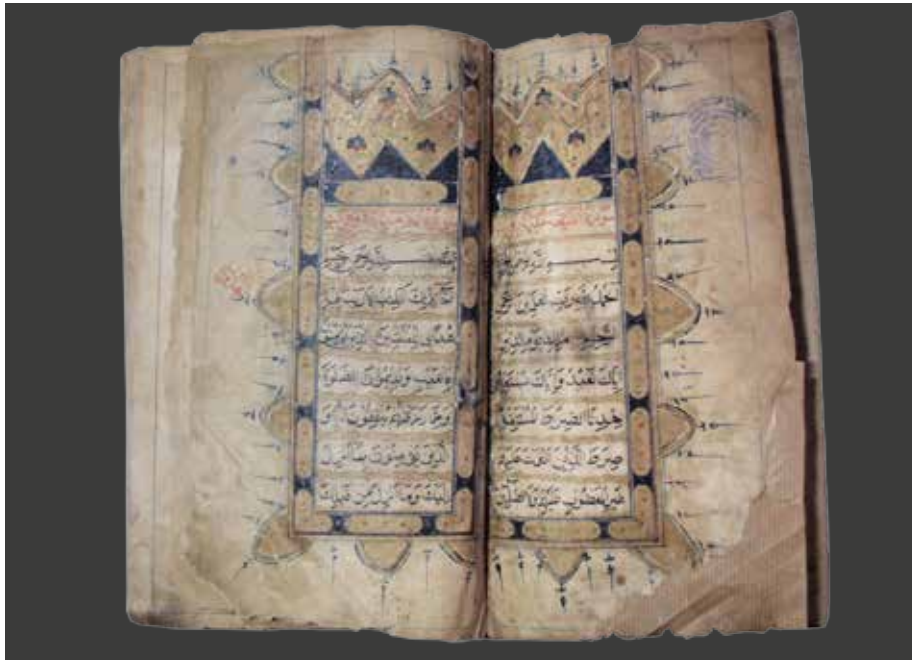 بسم الله الرحمن الرحيم
الحمد لله رب العلمين الرحمن
الرحيم ملك يوم الدين
اياك نعبد و اياك نستعين
اهدنا الصراط المستقيم
صراط الذين انعمت عليهم
غير المغضوب عليهم ولا الضالين
بسم الله الرحمن الرحيم
الم ذلك الكتب لا ريب فيه
هدى للمتقين الذين يؤمنون
بالغيب ويقيمون الصلوة
ومما رزقنهم ينفقون و
الذين يؤمنون بما انزل
اليك وما انزل من قبلك